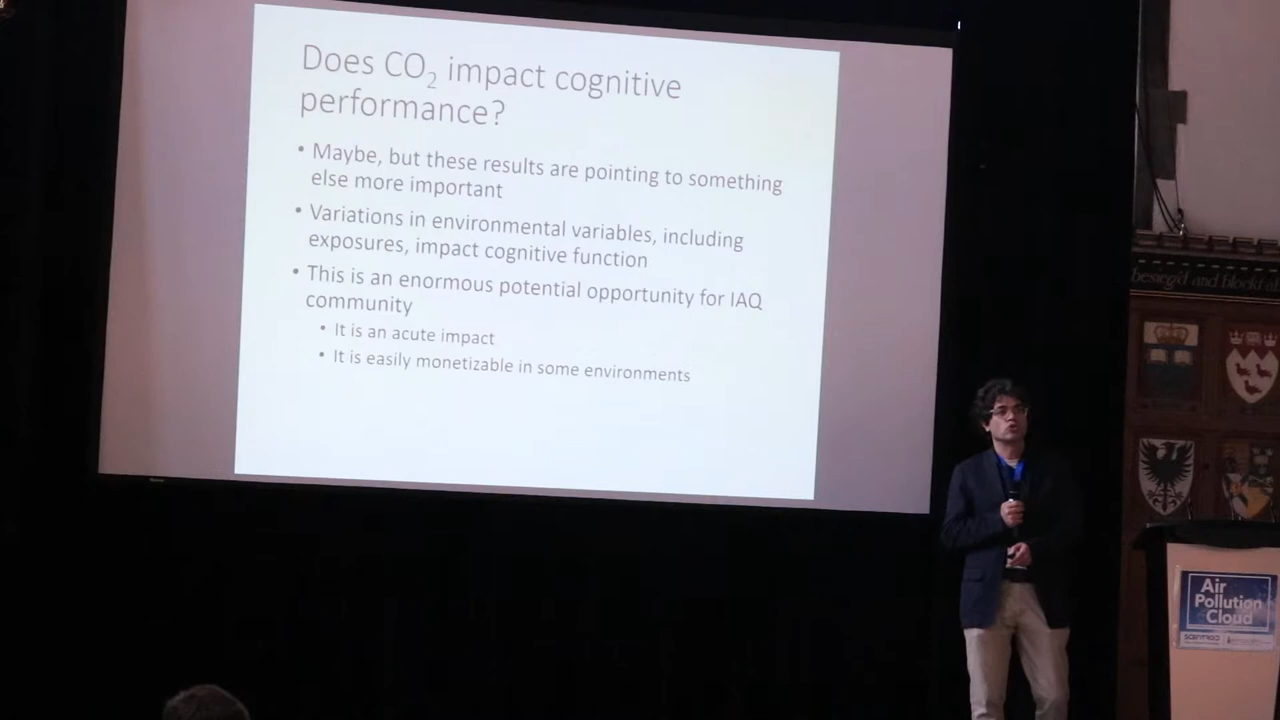 Does CO₂ impact cognitive
performance?
• Maybe, but these results are pointing to something
else more important
• Variations in environmental variables, including
exposures, impact cognitive function
• This is an enormous potential opportunity for IAQ
community
• It is an acute impact
• It is easily monetizable in some environments
besieg'd and
Air
Pollution
Cloud